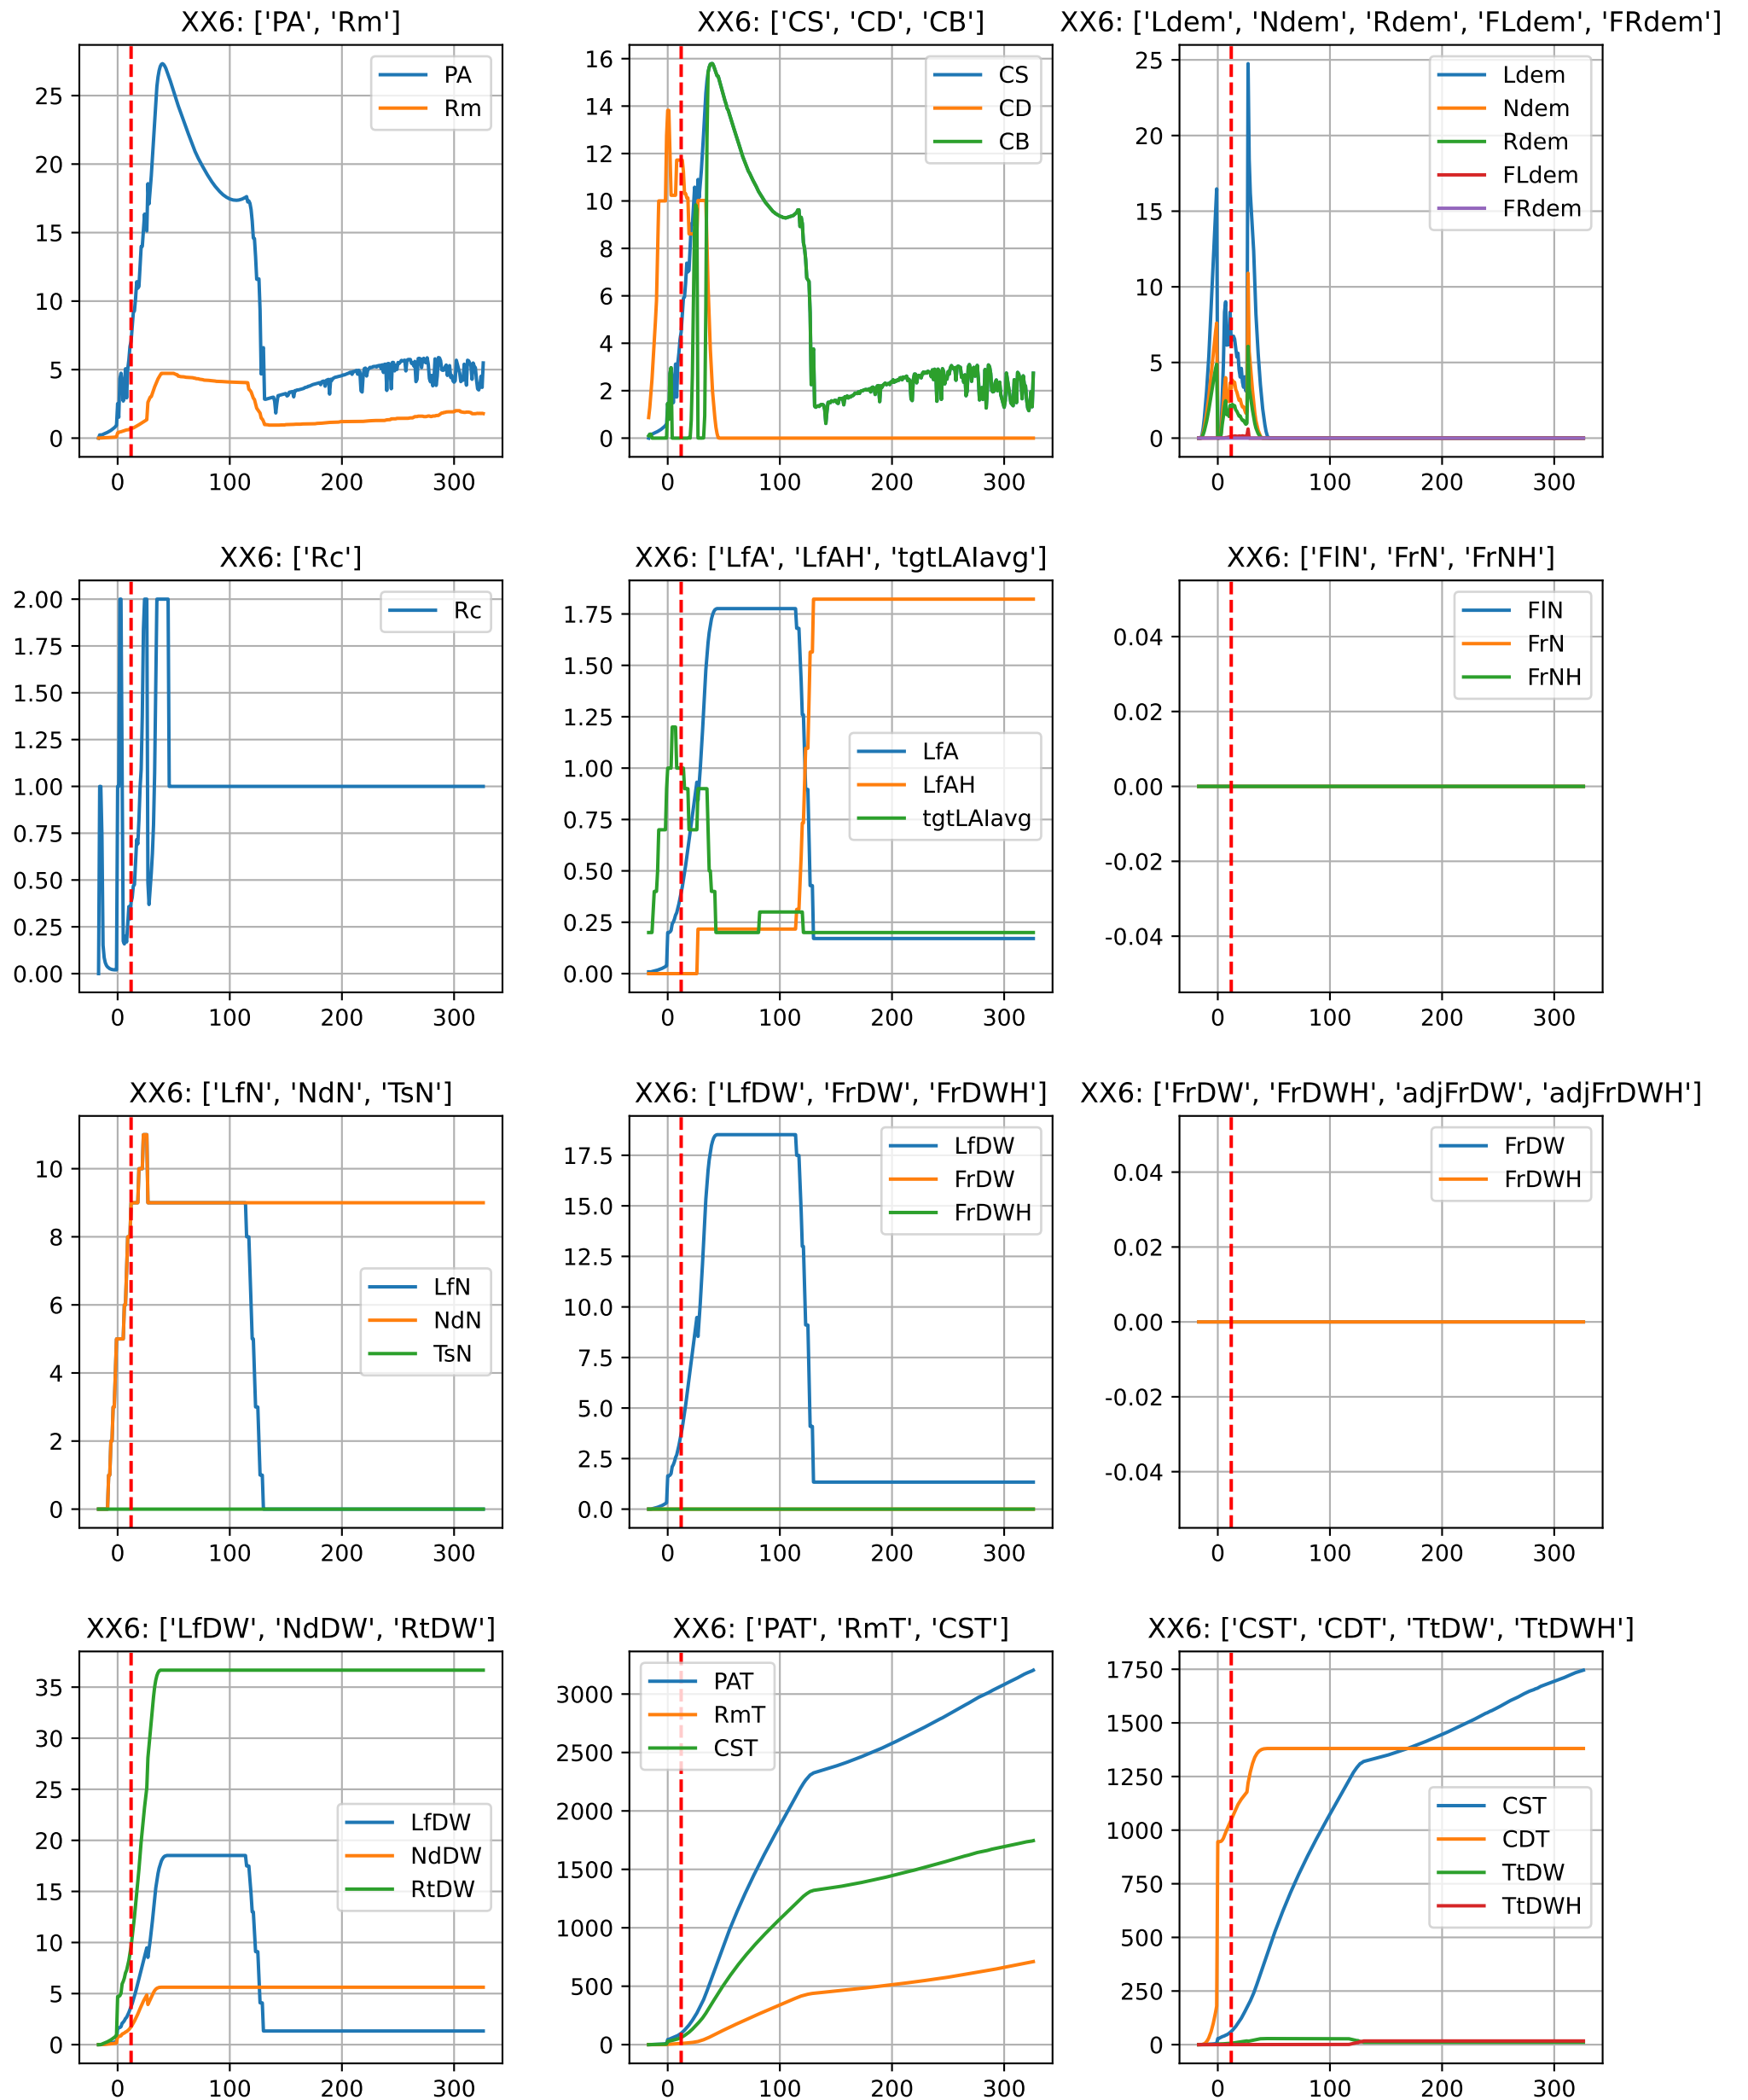 XX6: ['PA', 'Rm']
25
20
15
10
5
0
0 100 200 300
PA
Rm
XX6: ['CS', 'CD', 'CB']
16
14
12
10
8
6
4
2
0
0 100 200 300
CS
CD
CB
XX6: ['Ldem', 'Ndem', 'Rdem', 'FLdem', 'FRdem']
25
20
15
10
5
0
0 100 200 300
Ldem
Ndem
Rdem
FLdem
FRdem
XX6: ['Rc']
2.00
1.75
1.50
1.25
1.00
0.75
0.50
0.25
0.00
0 100 200 300
Rc
XX6: ['LfA', 'LfAH', 'tgtLAIavg']
1.75
1.50
1.25
1.00
0.75
0.50
0.25
0.00
0 100 200 300
LfA
LfAH
tgtLAIavg
XX6: ['FlN', 'FrN', 'FrNH']
0.04
0.02
0.00
-0.02
-0.04
0 100 200 300
FlN
FrN
FrNH
XX6: ['LfN', 'NdN', 'TsN']
10
8
6
4
2
0
0 100 200 300
LfN
NdN
TsN
XX6: ['LfDW', 'FrDW', 'FrDWH']
17.5
15.0
12.5
10.0
7.5
5.0
2.5
0.0
0 100 200 300
LfDW
FrDW
FrDWH
XX6: ['FrDW', 'FrDWH', 'adjFrDW', 'adjFrDWH']
0.04
0.02
0.00
-0.02
-0.04
0 100 200 300
FrDW
FrDWH
XX6: ['LfDW', 'NdDW', 'RtDW']
35
30
25
20
15
10
5
0
0 100 200 300
LfDW
NdDW
RtDW
XX6: ['PAT', 'RmT', 'CST']
3000
2500
2000
1500
1000
500
0
0 100 200 300
PAT
RmT
CST
XX6: ['CST', 'CDT', 'TtDW', 'TtDWH']
1750
1500
1250
1000
750
500
250
0
0 100 200 300
CST
CDT
TtDW
TtDWH